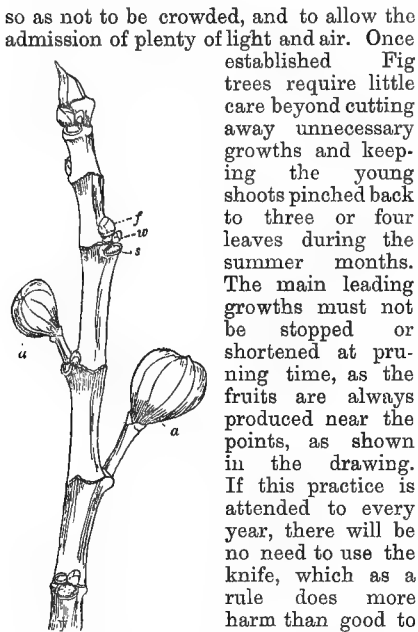 so as not to be crowded, and to allow the
admission of plenty of light and air. Once
established Fig
trees require little
care beyond cutting
away unnecessary
growths and keep-
ing the young
shoots pinched back
to three or four
leaves during the
summer months.
The main leading
growths must not
be stopped or
shortened at pru-
ning time, as the
fruits are always
produced near the
points, as shown
in the drawing.
If this practice is
attended to every
year, there will be
no need to use the
knife, which as a
rule does more
harm than good to
f
w
s
a
a